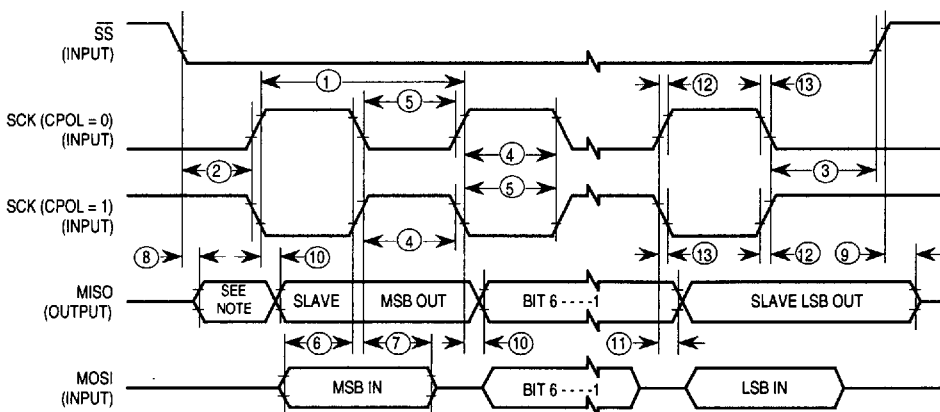 SS
(INPUT)
1
12
13
5
SCK (CPOL = 0)
(INPUT)
4
2
3
5
SCK (CPOL = 1)
(INPUT)
4
13
12
8
10
9
MISO
(OUTPUT)
SEE
NOTE
SLAVE
MSB OUT
BIT 6 ----- 1
SLAVE LSB OUT
6
7
10
11
MOSI
(INPUT)
MSB IN
BIT 6 ----- 1
LSB IN